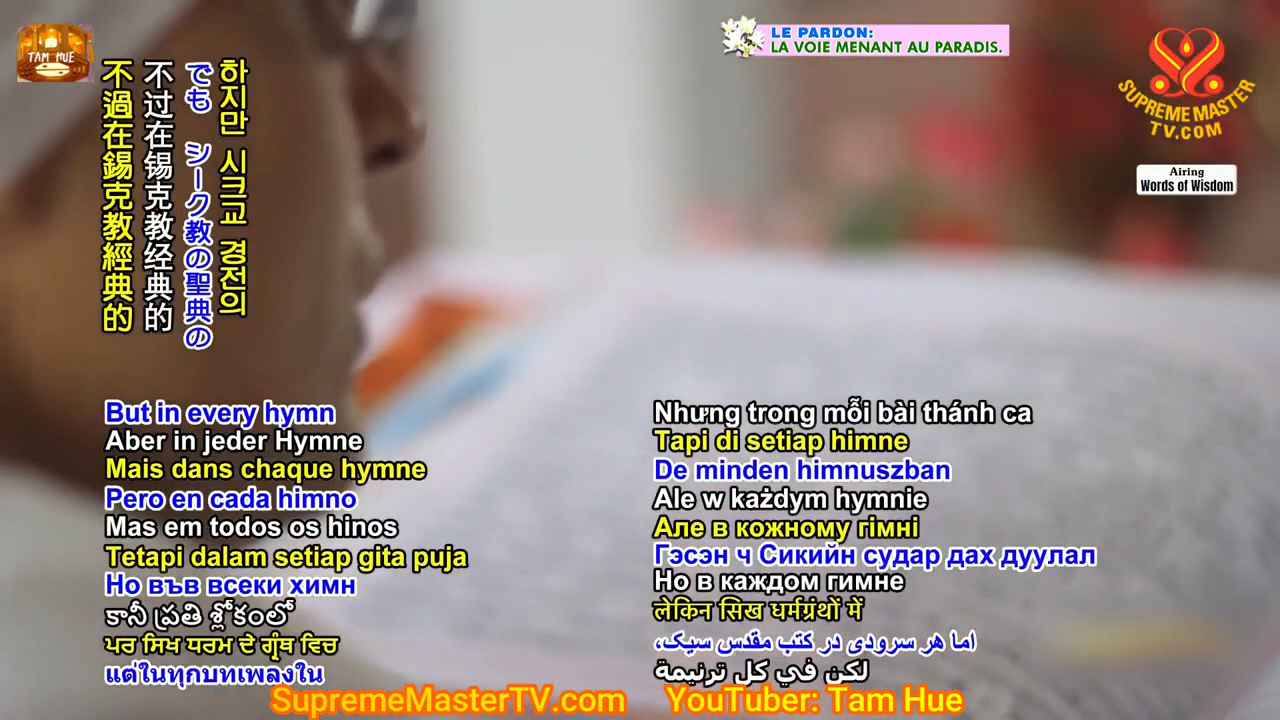 TAM HUE
LE PARDON:
LA VOIE MENANT AU PARADIS.
SUPREME MASTER
TV.COM
Airing
Words of Wisdom
하지만 시크교 경전의
でも シーク教の聖典の
不过在锡克教经典的
不過在錫克教經典的
But in every hymn
Aber in jeder Hymne
Mais dans chaque hymne
Pero en cada himno
Mas em todos os hinos
Tetapi dalam setiap gita puja
Но във всеки химн
కానీ ప్రతి శ్లోకంలో
ਪਰ ਸਿਖ ਧਰਮ ਦੇ ਗ੍ਰੰਥ ਵਿਚ
แต่ในทุกบทเพลงใน
Nhưng trong mỗi bài thánh ca
Tapi di setiap himne
De minden himnuszban
Ale w każdym hymnie
Але в кожному гімні
Гэсэн ч Сикийн судар дах дуулал
Но в каждом гимне
लेकिन सिख धर्मग्रंथों में
اما هر سرودی در کتب مقدس سیک،
لكن في كل ترنيمة
SupremeMasterTV.com
YouTuber: Tam Hue